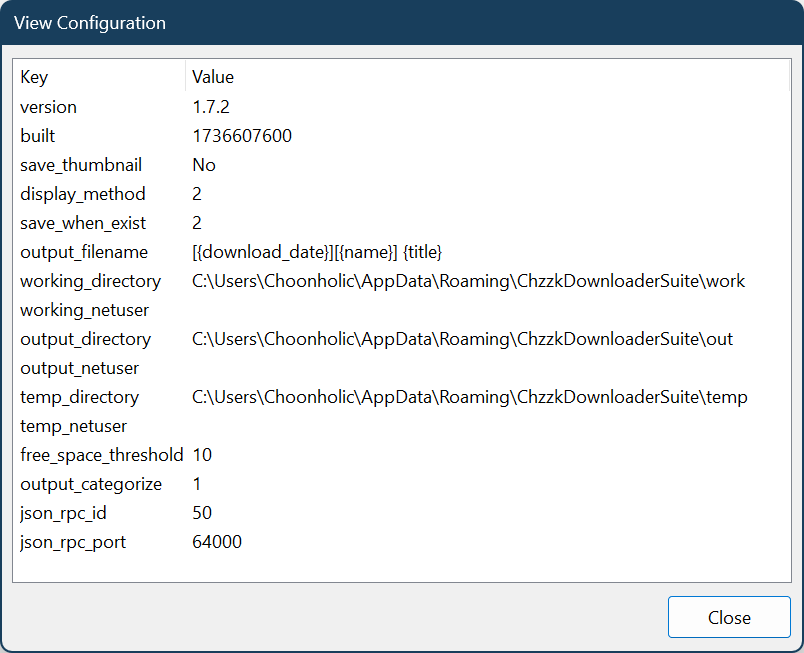 View Configuration
Key Value
version 1.7.2
built 1736607600
save_thumbnail No
display_method 2
save_when_exist 2
output_filename [{download_date}][{name}] {title}
working_directory C:\Users\Choonholic\AppData\Roaming\ChzzkDownloaderSuite\work
working_netuser
output_directory C:\Users\Choonholic\AppData\Roaming\ChzzkDownloaderSuite\out
output_netuser
temp_directory C:\Users\Choonholic\AppData\Roaming\ChzzkDownloaderSuite\temp
temp_netuser
free_space_threshold 10
output_categorize 1
json_rpc_id 50
json_rpc_port 64000
Close